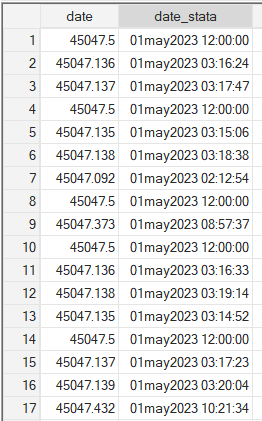 date date_stata
1 45047.5 01may2023 12:00:00
2 45047.136 01may2023 03:16:24
3 45047.137 01may2023 03:17:47
4 45047.5 01may2023 12:00:00
5 45047.135 01may2023 03:15:06
6 45047.138 01may2023 03:18:38
7 45047.092 01may2023 02:12:54
8 45047.5 01may2023 12:00:00
9 45047.373 01may2023 08:57:37
10 45047.5 01may2023 12:00:00
11 45047.136 01may2023 03:16:33
12 45047.138 01may2023 03:19:14
13 45047.135 01may2023 03:14:52
14 45047.5 01may2023 12:00:00
15 45047.137 01may2023 03:17:23
16 45047.139 01may2023 03:20:04
17 45047.432 01may2023 10:21:34